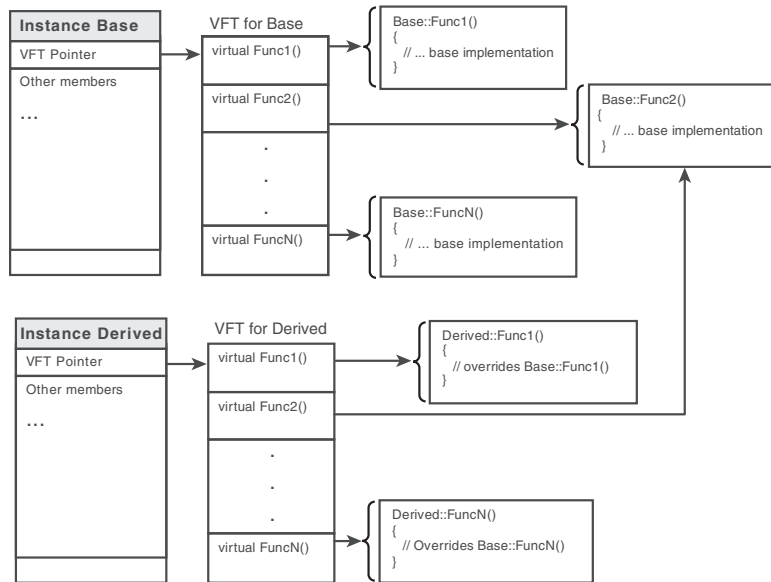 Instance Base
VFT Pointer
Other members
...
VFT for Base
virtual Func1()
virtual Func2()
.
.
.
virtual FuncN()
Base::Func1()
{
// ... base implementation
}
Base::Func2()
{
// ... base implementation
}
Base::FuncN()
{
// ... base implementation
}
Instance Derived
VFT Pointer
Other members
...
VFT for Derived
virtual Func1()
virtual Func2()
.
.
.
virtual FuncN()
Derived::Func1()
{
// overrides Base::Func1()
}
Derived::FuncN()
{
// Overrides Base::FuncN()
}